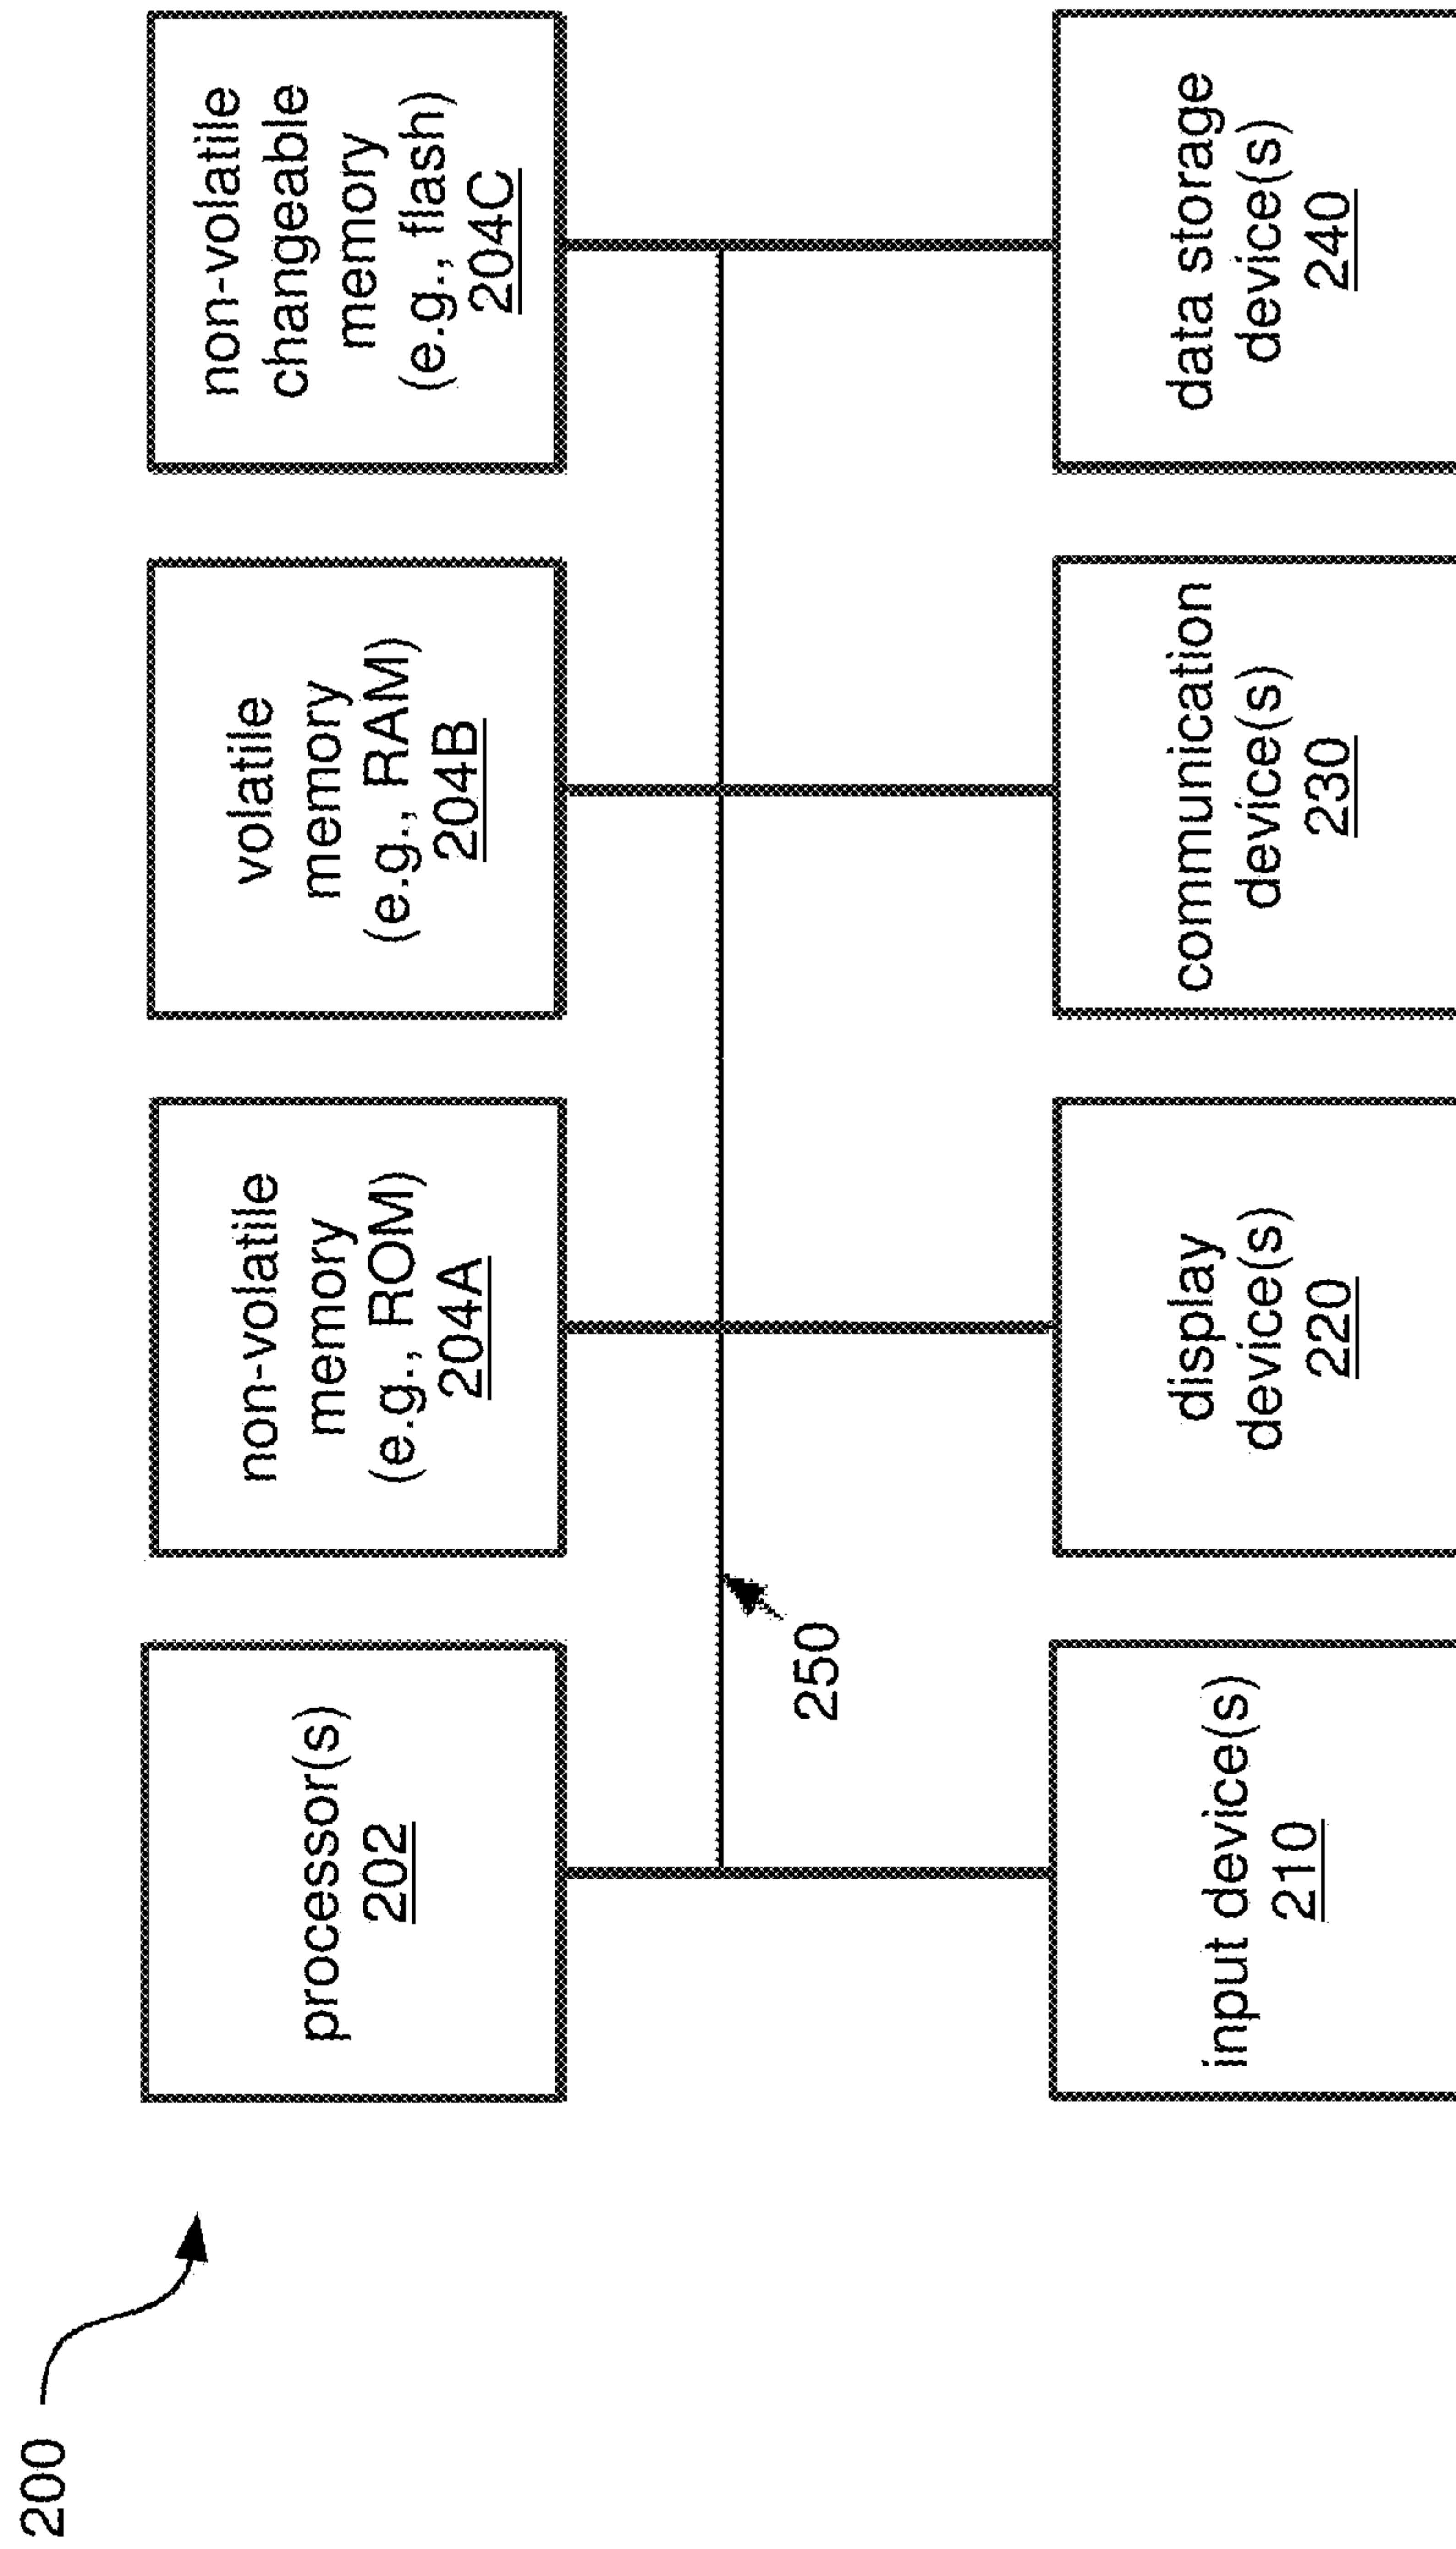 200
processor(s)
202
non-volatile
memory
(e.g., ROM)
204A
volatile
memory
(e.g., RAM)
204B
non-volatile
changeable
memory
(e.g., flash)
204C
250
input device(s)
210
display
device(s)
220
communication
device(s)
230
data storage
device(s)
240